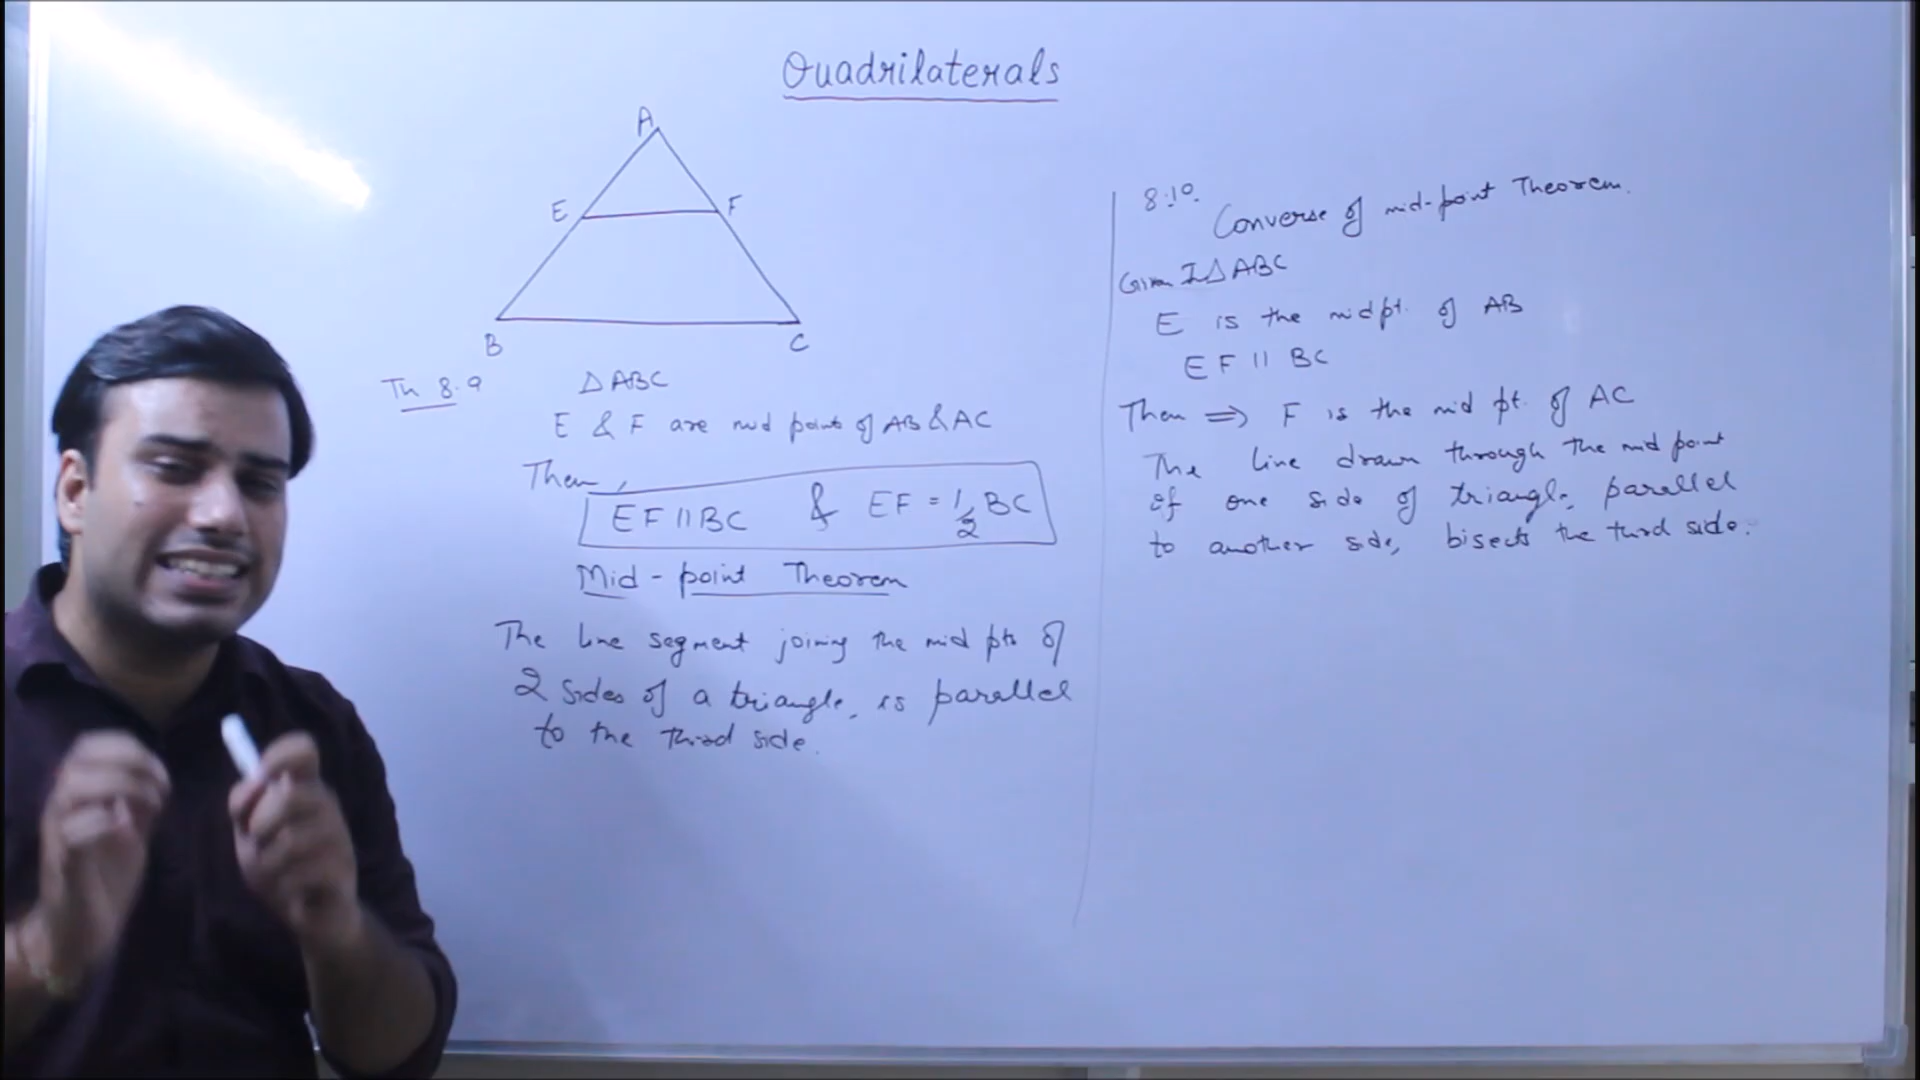 Quadrilaterals
A
E
F
B
C
Th 8.9
△ ABC
E & F are mid points of AB & AC
Then,
EF || BC & EF = 1/2 BC
Mid-point Theorem
The line segment joining the mid pts of
2 sides of a triangle, is parallel
to the third side.
8.10.
Converse of mid-point Theorem.
Given △ ABC
E is the mid pt. of AB
EF || BC
Then ⇒ F is the mid pt. of AC
The line drawn through the mid point
of one side of triangle, parallel
to another side, bisects the third side.